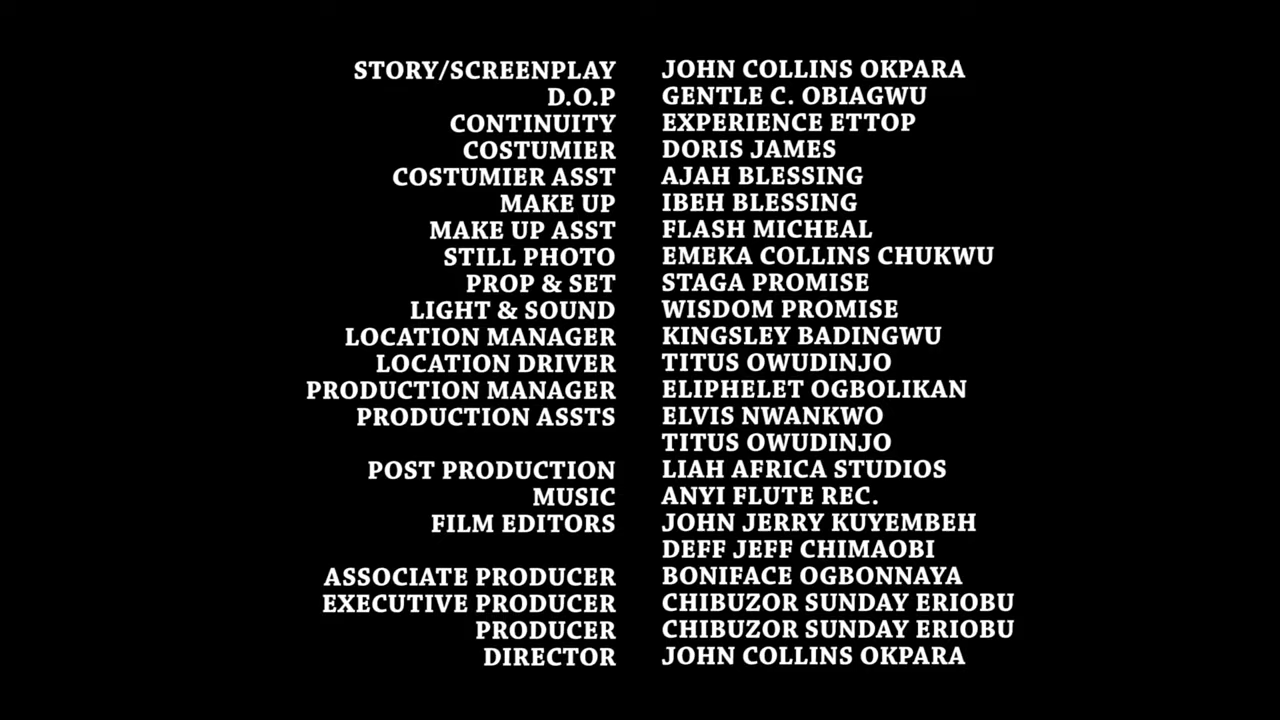 STORY/SCREENPLAY JOHN COLLINS OKPARA
D.O.P GENTLE C. OBIAGWU
CONTINUITY EXPERIENCE ETTOP
COSTUMIER DORIS JAMES
COSTUMIER ASST AJAH BLESSING
MAKE UP IBEH BLESSING
MAKE UP ASST FLASH MICHEAL
STILL PHOTO EMEKA COLLINS CHUKWU
PROP & SET STAGA PROMISE
LIGHT & SOUND WISDOM PROMISE
LOCATION MANAGER KINGSLEY BADINGWU
LOCATION DRIVER TITUS OWUDINJO
PRODUCTION MANAGER ELIPHELET OGBOLIKAN
PRODUCTION ASSTS ELVIS NWANKWO
TITUS OWUDINJO
POST PRODUCTION LIAH AFRICA STUDIOS
MUSIC ANYI FLUTE REC.
FILM EDITORS JOHN JERRY KUYEMBEH
DEFF JEFF CHIMAOBI
ASSOCIATE PRODUCER BONIFACE OGBONNAYA
EXECUTIVE PRODUCER CHIBUZOR SUNDAY ERIOBU
PRODUCER CHIBUZOR SUNDAY ERIOBU
DIRECTOR JOHN COLLINS OKPARA